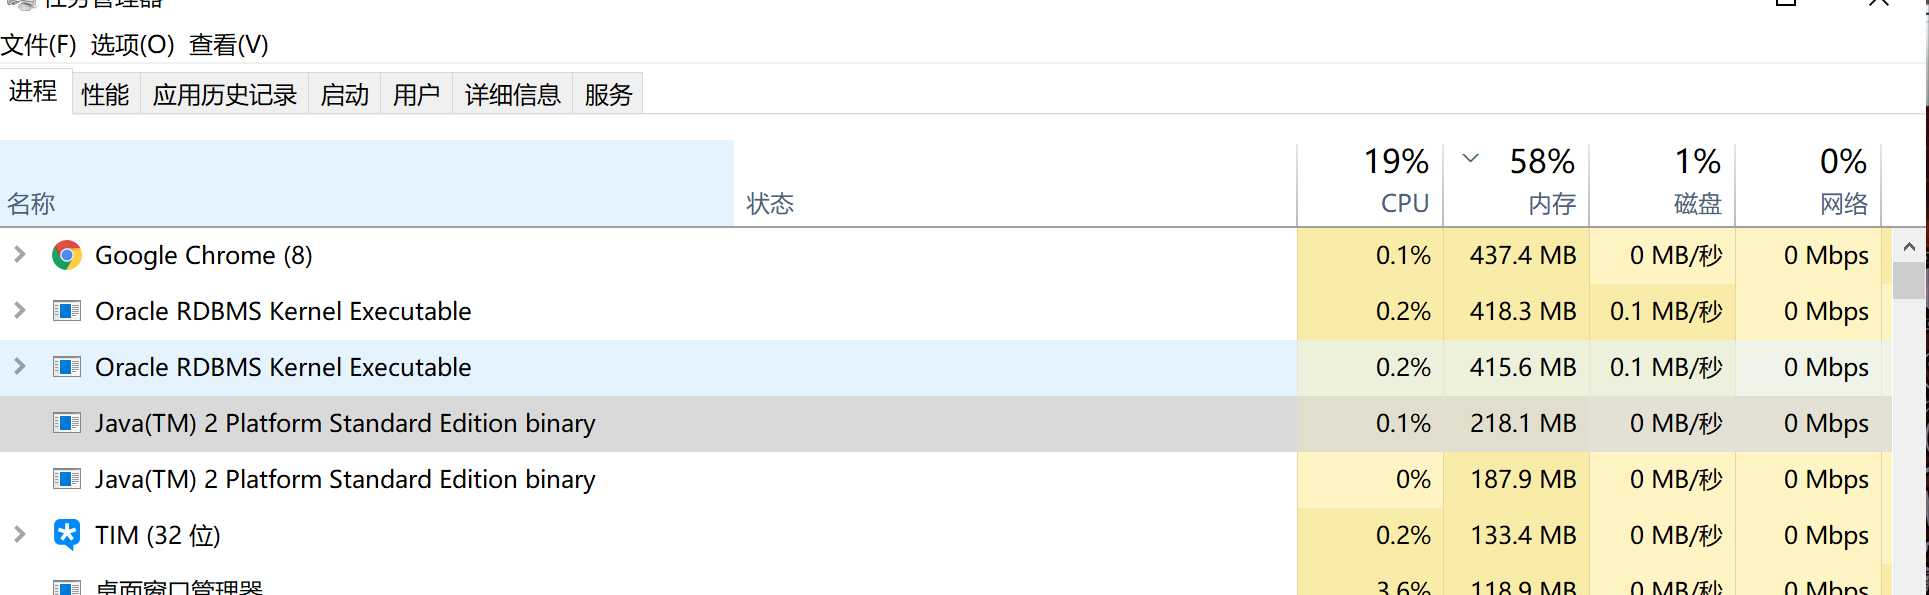 任务管理器
文件(F) 选项(O) 查看(V)
进程 性能 应用历史记录 启动 用户 详细信息 服务
19% 58% 1% 0%
名称 状态 CPU 内存 磁盘 网络
Google Chrome (8) 0.1% 437.4 MB 0 MB/秒 0 Mbps
Oracle RDBMS Kernel Executable 0.2% 418.3 MB 0.1 MB/秒 0 Mbps
Oracle RDBMS Kernel Executable 0.2% 415.6 MB 0.1 MB/秒 0 Mbps
Java(TM) 2 Platform Standard Edition binary 0.1% 218.1 MB 0 MB/秒 0 Mbps
Java(TM) 2 Platform Standard Edition binary 0% 187.9 MB 0 MB/秒 0 Mbps
TIM (32 位) 0.2% 133.4 MB 0 MB/秒 0 Mbps
桌面窗口管理器 3.6% 118.9 MB 0 MB/秒 0 Mbps